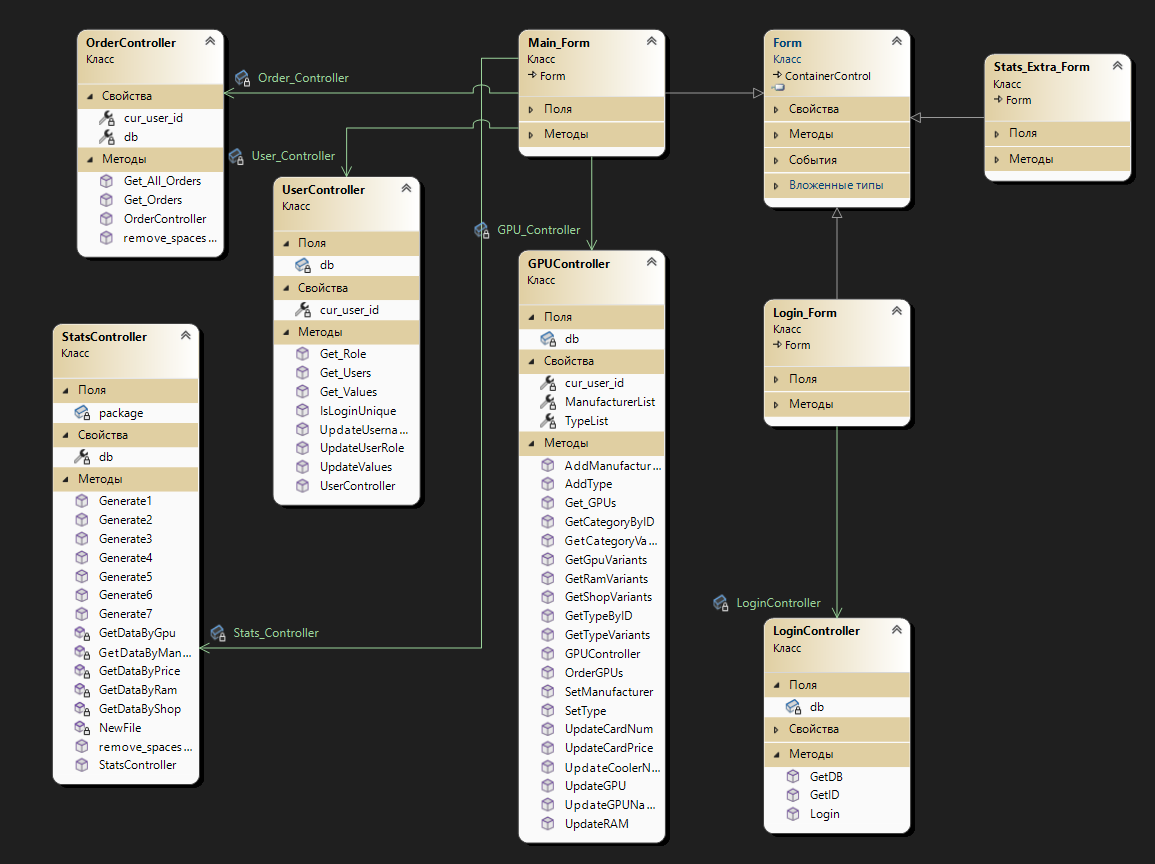 OrderController
Класс
Свойства
cur_user_id
db
Методы
Get_All_Orders
Get_Orders
OrderController
remove_spaces...
Order_Controller
User_Controller
UserController
Класс
Поля
db
Свойства
cur_user_id
Методы
Get_Role
Get_Users
Get_Values
IsLoginUnique
UpdateUserna...
UpdateUserRole
UpdateValues
UserController
StatsController
Класс
Поля
package
Свойства
db
Методы
Generate1
Generate2
Generate3
Generate4
Generate5
Generate6
Generate7
GetDataByGpu
GetDataByMan...
GetDataByPrice
GetDataByRam
GetDataByShop
NewFile
remove_spaces...
StatsController
Stats_Controller
Main_Form
Класс
Form
Поля
Методы
GPU_Controller
GPUController
Класс
Поля
db
Свойства
cur_user_id
ManufacturerList
TypeList
Методы
AddManufactur...
AddType
Get_GPUs
GetCategoryByID
GetCategoryVa...
GetGpuVariants
GetRamVariants
GetShopVariants
GetTypeByID
GetTypeVariants
GPUController
OrderGPUs
SetManufacturer
SetType
UpdateCardNum
UpdateCardPrice
UpdateCoolerN...
UpdateGPU
UpdateGPUNa...
UpdateRAM
Form
Класс
ContainerControl
Свойства
Методы
События
Вложенные типы
Stats_Extra_Form
Класс
Form
Поля
Методы
Login_Form
Класс
Form
Поля
Методы
LoginController
LoginController
Класс
Поля
db
Свойства
Методы
GetDB
GetID
Login